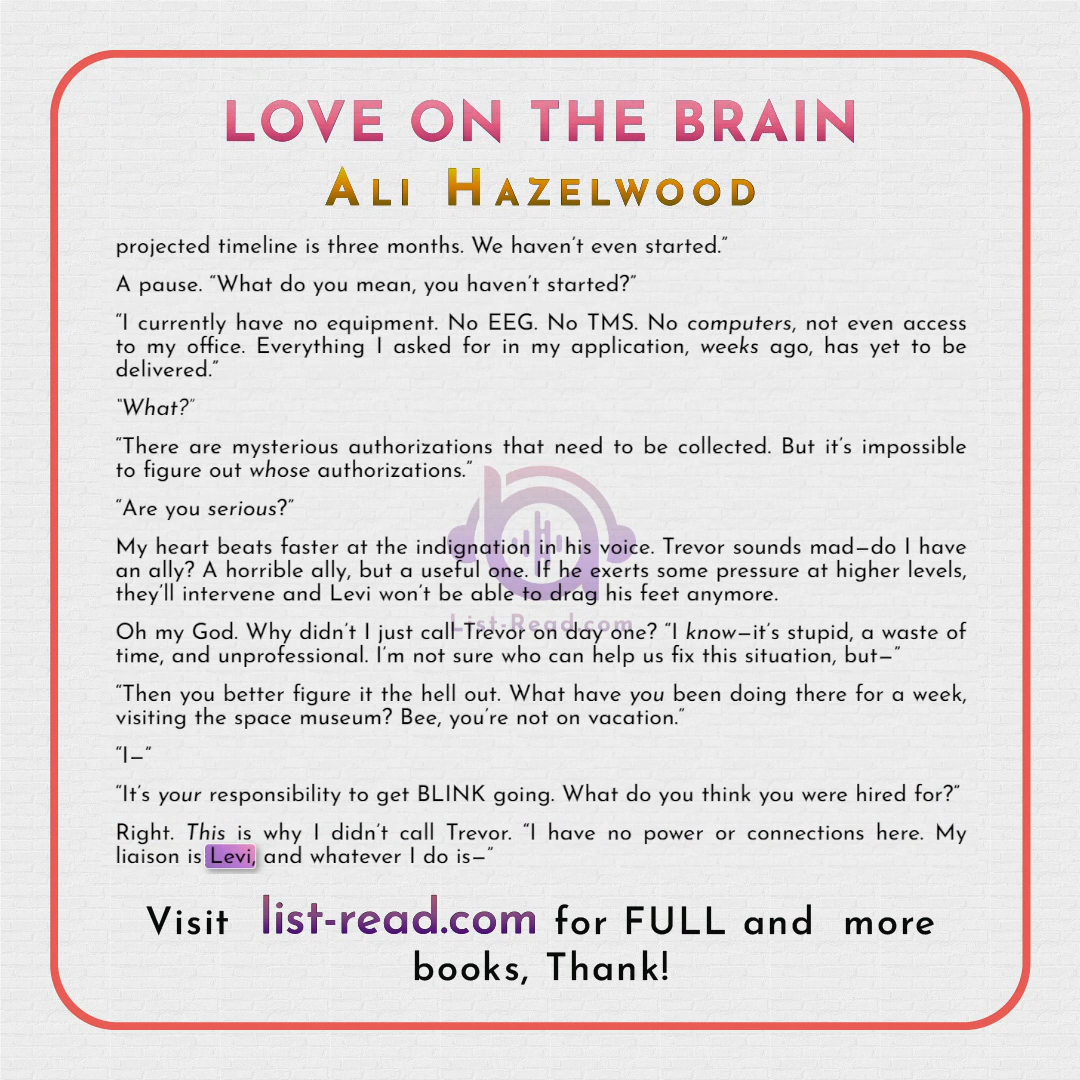 LOVE ON THE BRAIN
ALI HAZELWOOD
projected timeline is three months. We haven't even started."
A pause. "What do you mean, you haven't started?"
"I currently have no equipment. No EEG. No TMS. No computers, not even access
to my office. Everything I asked for in my application, weeks ago, has yet to be
delivered."
"What?"
"There are mysterious authorizations that need to be collected. But it's impossible
to figure out whose authorizations."
"Are you serious?"
My heart beats faster at the indignation in his voice. Trevor sounds mad—do I have
an ally? A horrible ally, but a useful one. If he exerts some pressure at higher levels,
they'll intervene and Levi won't be able to drag his feet anymore.
List-Read.com
Oh my God. Why didn't I just call Trevor on day one? "I know—it's stupid, a waste of
time, and unprofessional. I'm not sure who can help us fix this situation, but—"
"Then you better figure it the hell out. What have you been doing there for a week,
visiting the space museum? Bee, you're not on vacation."
"I—"
"It's your responsibility to get BLINK going. What do you think you were hired for?"
Right. This is why I didn't call Trevor. "I have no power or connections here. My
liaison is Levi, and whatever I do is—"
Visit list-read.com for FULL and more
books, Thank!